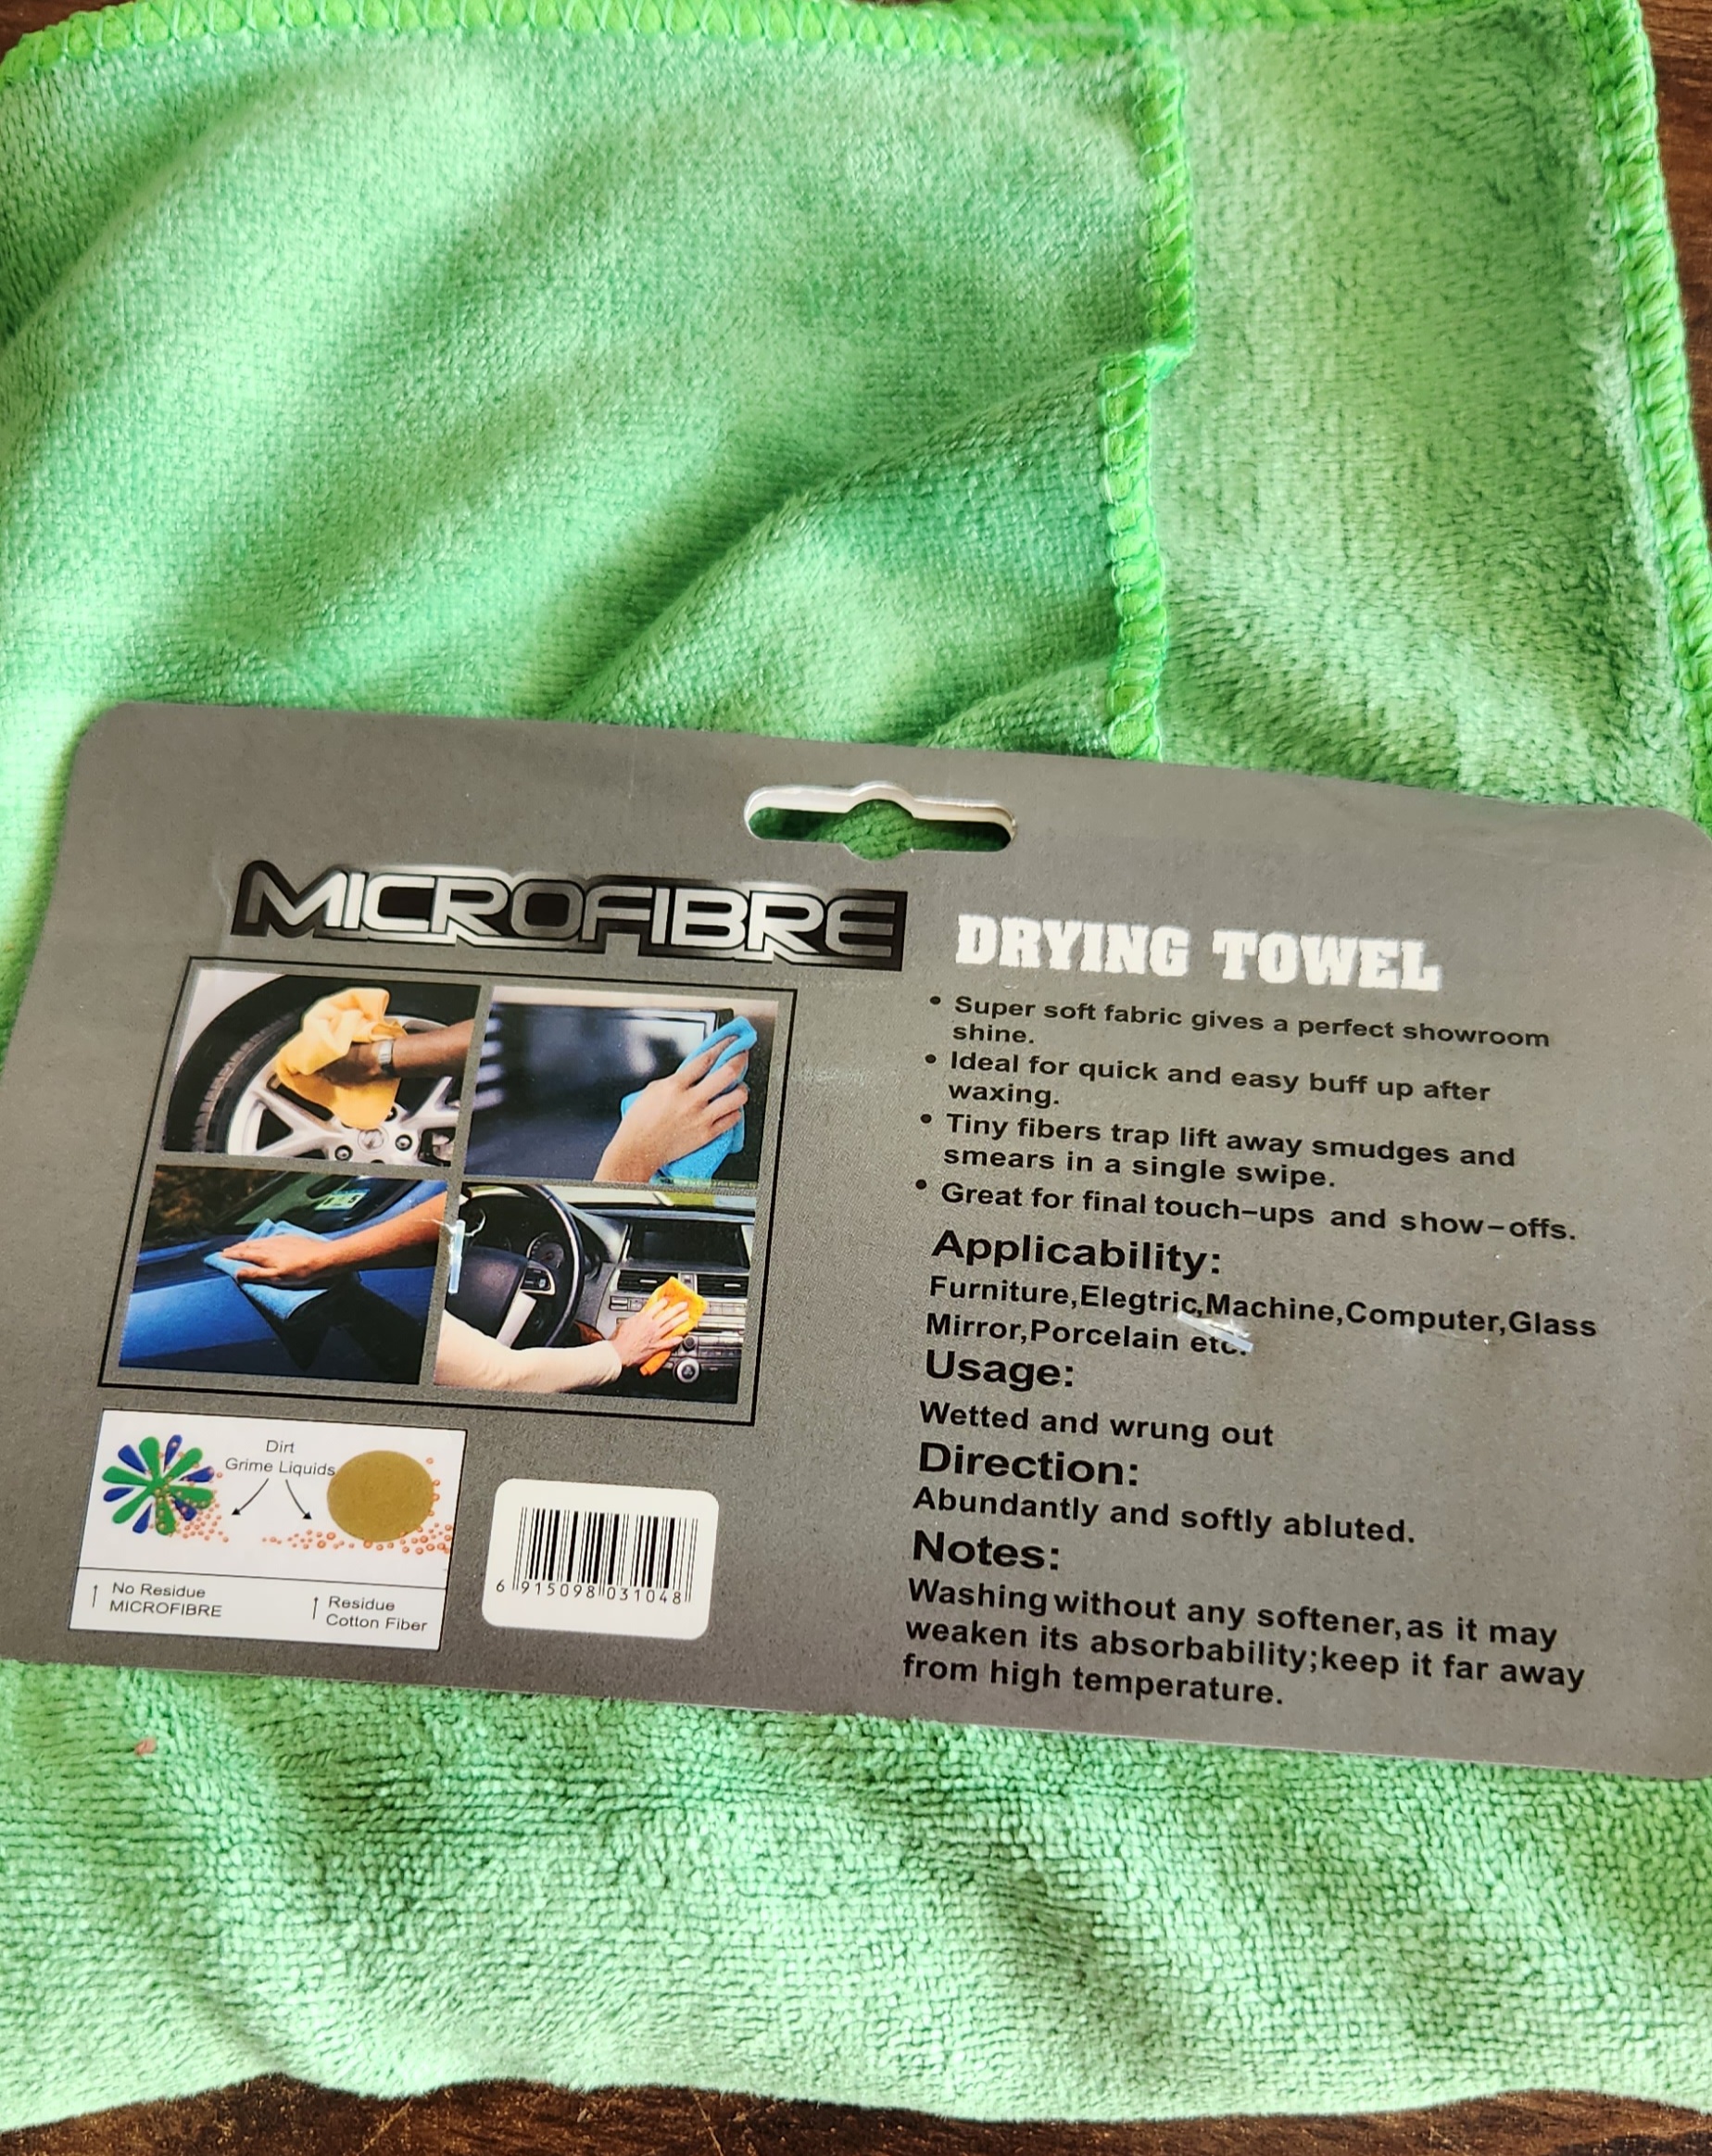 MICROFIBRE
DRYING TOWEL
• Super soft fabric gives a perfect showroom
shine.
• Ideal for quick and easy buff up after
waxing.
• Tiny fibers trap lift away smudges and
smears in a single swipe.
• Great for final touch-ups and show-offs.
Applicability:
Furniture,Elegtric,Machine,Computer,Glass
Mirror,Porcelain etc.
Usage:
Wetted and wrung out
Direction:
Abundantly and softly abluted.
Notes:
Washing without any softener,as it may
weaken its absorbability;keep it far away
from high temperature.
Dirt
Grime Liquids
No Residue
MICROFIBRE
Residue
Cotton Fiber
6 915098 031048